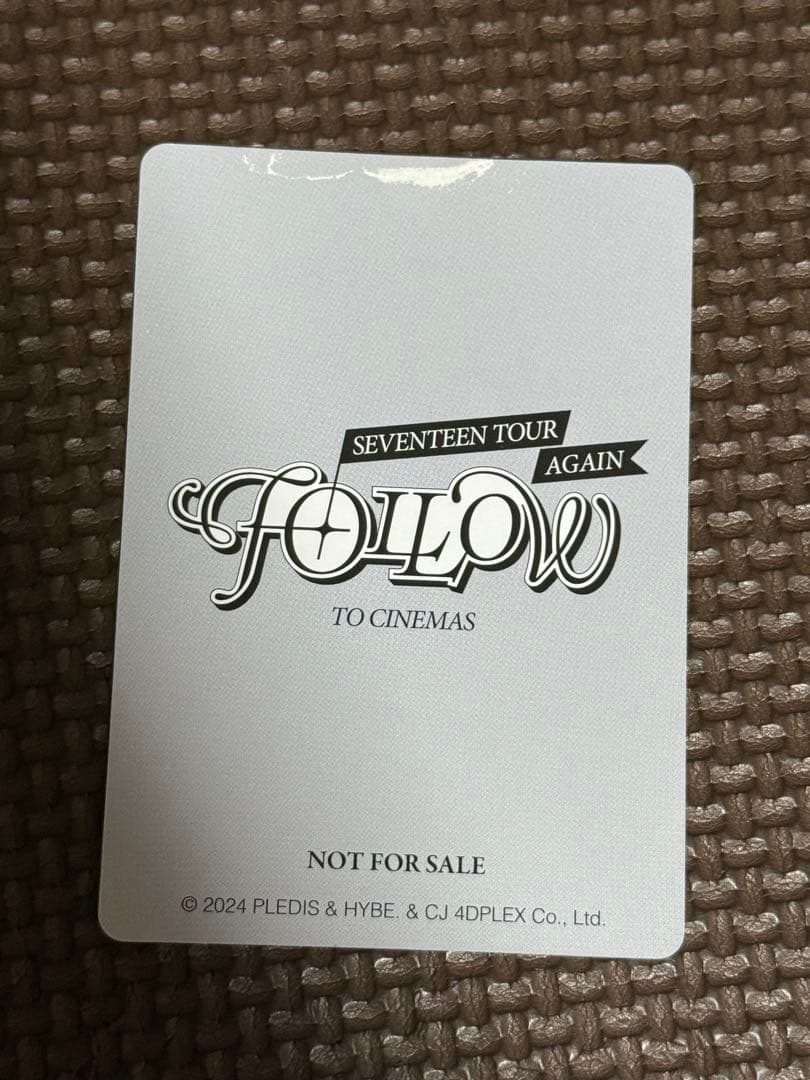 SEVENTEEN TOUR
AGAIN
FOLLOW
TO CINEMAS
NOT FOR SALE
© 2024 PLEDIS & HYBE. & CJ 4DPLEX Co., Ltd.